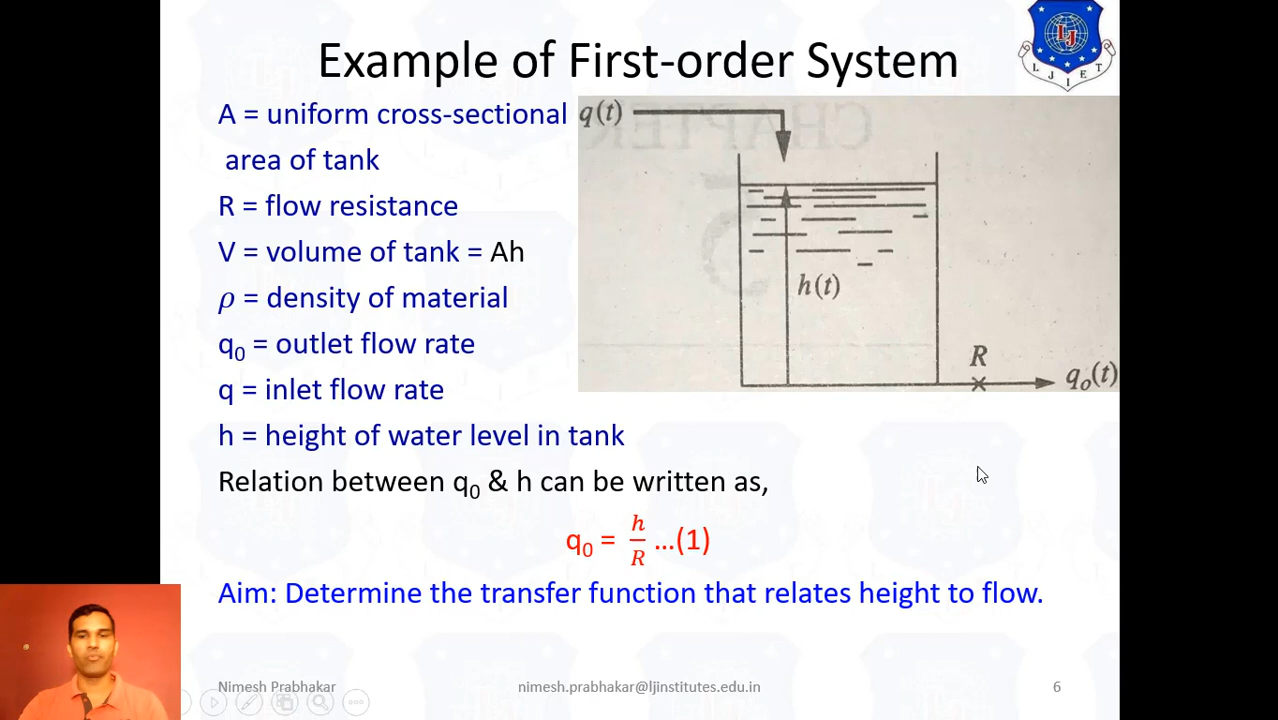 Example of First-order System
L J I E T
A = uniform cross-sectional
area of tank
R = flow resistance
V = volume of tank = Ah
ρ = density of material
q₀ = outlet flow rate
q = inlet flow rate
h = height of water level in tank
q(t)
h(t)
R
qₒ(t)
Relation between q₀ & h can be written as,
q₀ = h/R ...(1)
Aim: Determine the transfer function that relates height to flow.
Nimesh Prabhakar
nimesh.prabhakar@ljinstitutes.edu.in
6